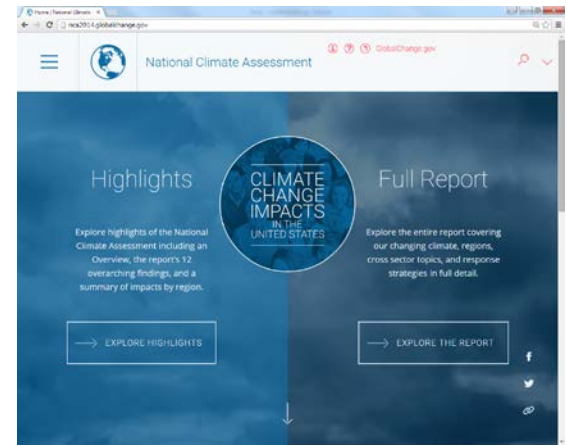 Home | National Climate
nca2014.globalchange.gov
National Climate Assessment
GlobalChange.gov
Highlights
Explore highlights of the National
Climate Assessment including an
Overview, the report's 12
overarching findings, and a
summary of impacts by region.
EXPLORE HIGHLIGHTS
CLIMATE
CHANGE
IMPACTS
IN THE
UNITED STATES
Full Report
Explore the entire report covering
our changing climate, regions,
cross sector topics, and response
strategies in full detail.
EXPLORE THE REPORT